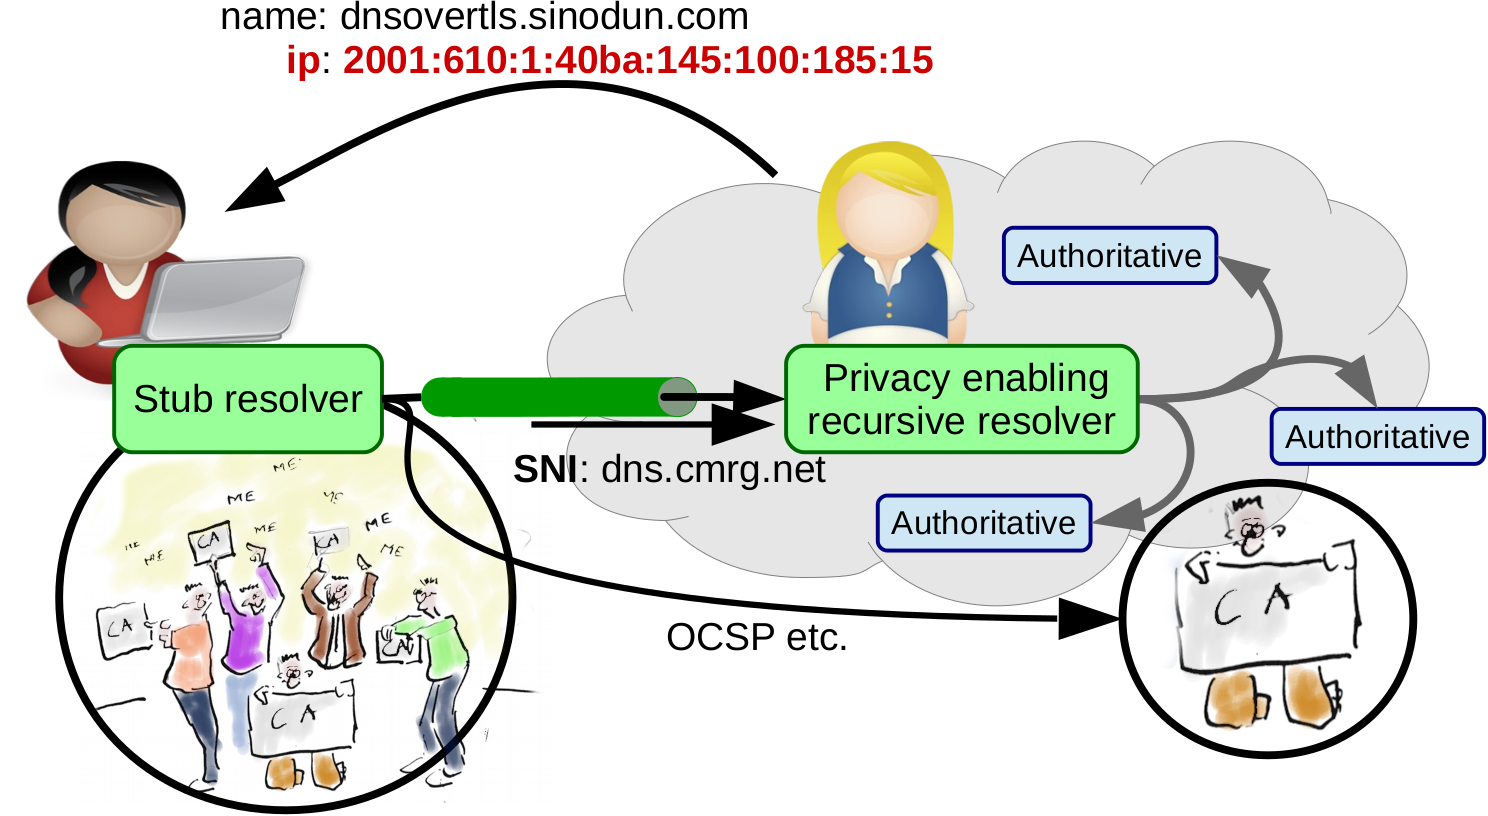 name: dnsovertls.sinodun.com
ip: 2001:610:1:40ba:145:100:185:15
Authoritative
Stub resolver
Privacy enabling
recursive resolver
Authoritative
SNI: dns.cmrg.net
Authoritative
ME
ME
ME
ME
ME
ME
CA
CA
CA
CA
CA
CA
OCSP etc.